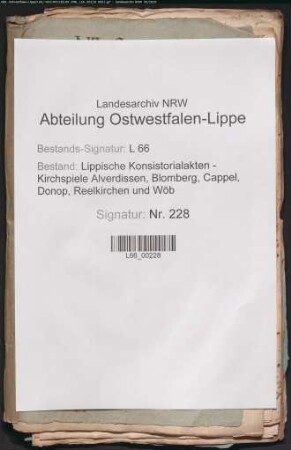 Landesarchiv NRW
Abteilung Ostwestfalen-Lippe
Bestands-Signatur: L 66
Bestand: Lippische Konsistorialakten -
Kirchspiele Alverdissen, Blomberg, Cappel,
Donop, Reelkirchen und Wöb
Signatur: Nr. 228
L66_00228